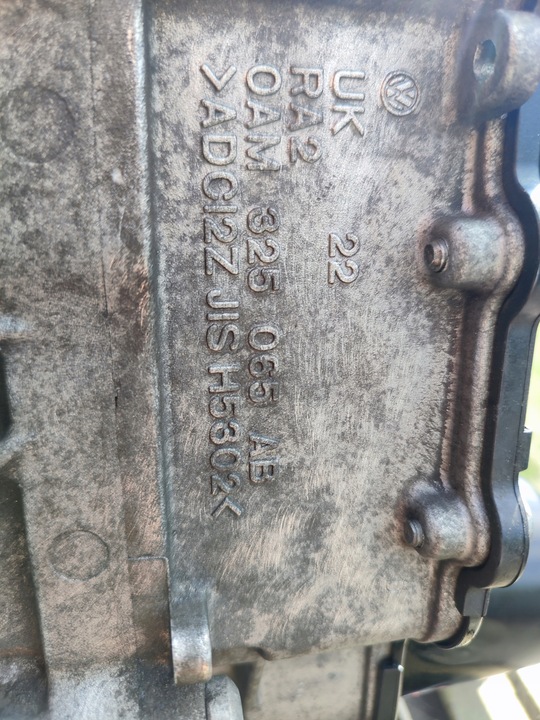 UK 22
RA2
0AM 325 065 AB
>ADC12Z JIS H5302<